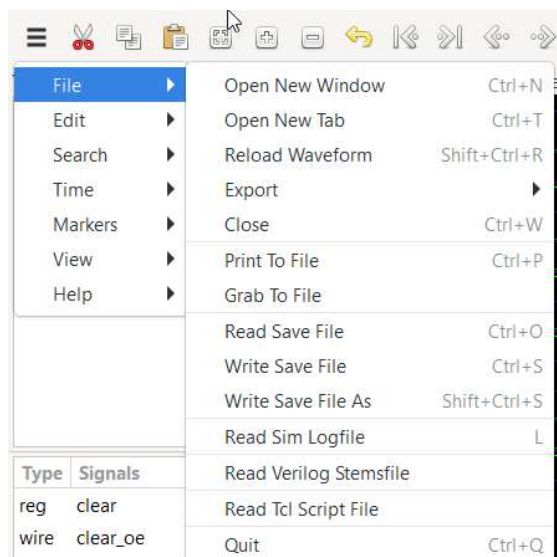 File
Edit
Search
Time
Markers
View
Help
Open New Window Ctrl+N
Open New Tab Ctrl+T
Reload Waveform Shift+Ctrl+R
Export
Close Ctrl+W
Print To File Ctrl+P
Grab To File
Read Save File Ctrl+O
Write Save File Ctrl+S
Write Save File As Shift+Ctrl+S
Read Sim Logfile L
Read Verilog Stemsfile
Read Tcl Script File
Quit Ctrl+Q
Type Signals
reg clear
wire clear_oe